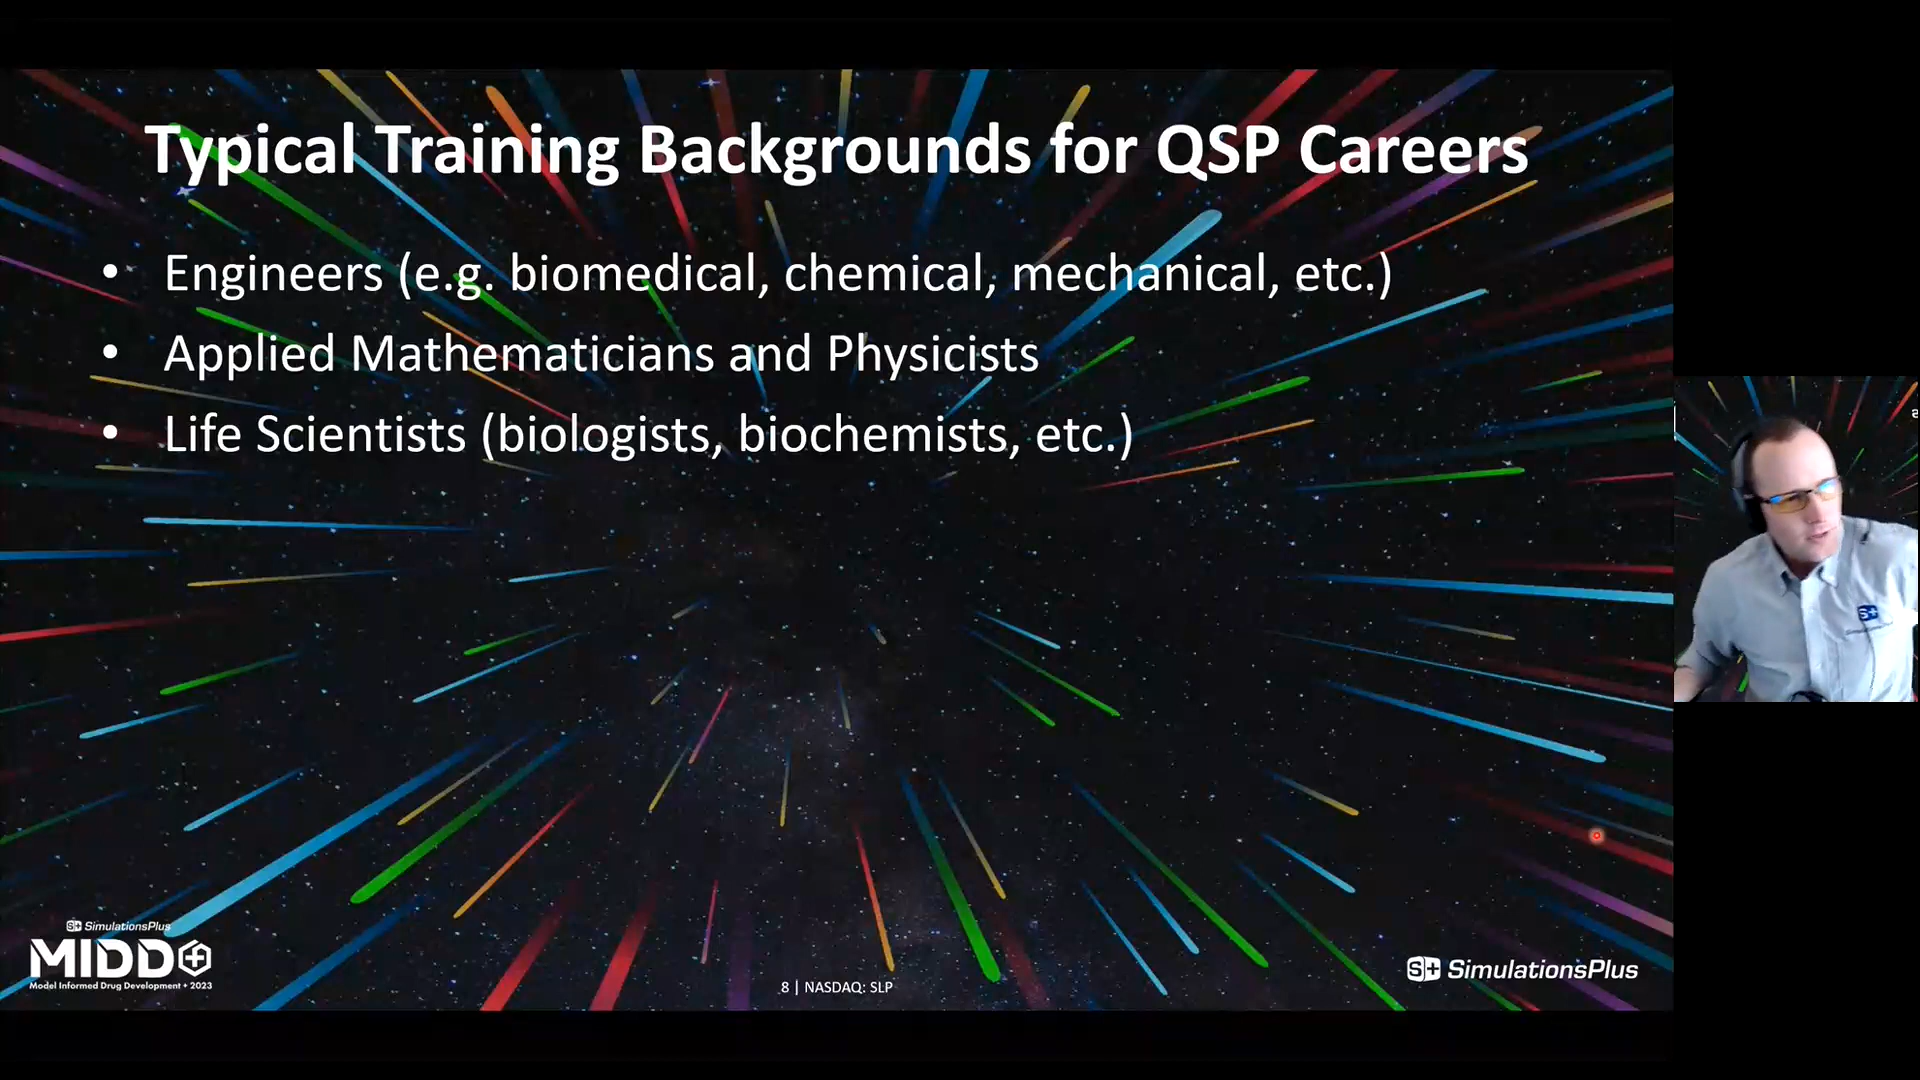 Typical Training Backgrounds for QSP Careers
• Engineers (e.g. biomedical, chemical, mechanical, etc.)
• Applied Mathematicians and Physicists
• Life Scientists (biologists, biochemists, etc.)
S+ SimulationsPlus
MIDD+
Model Informed Drug Development + 2023
8 | NASDAQ: SLP
S+ SimulationsPlus
S+